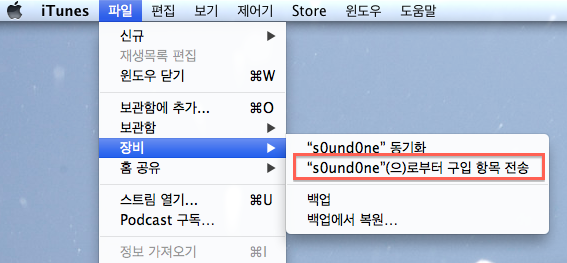 iTunes 파일 편집 보기 제어기 Store 윈도우 도움말
신규
재생목록 편집
윈도우 닫기 ⌘W
보관함에 추가... ⌘O
보관함
장비
홈 공유
스트림 열기... ⌘U
Podcast 구독...
정보 가져오기 ⌘I
“s0und0ne” 동기화
“s0und0ne”(으)로부터 구입 항목 전송
백업
백업에서 복원...